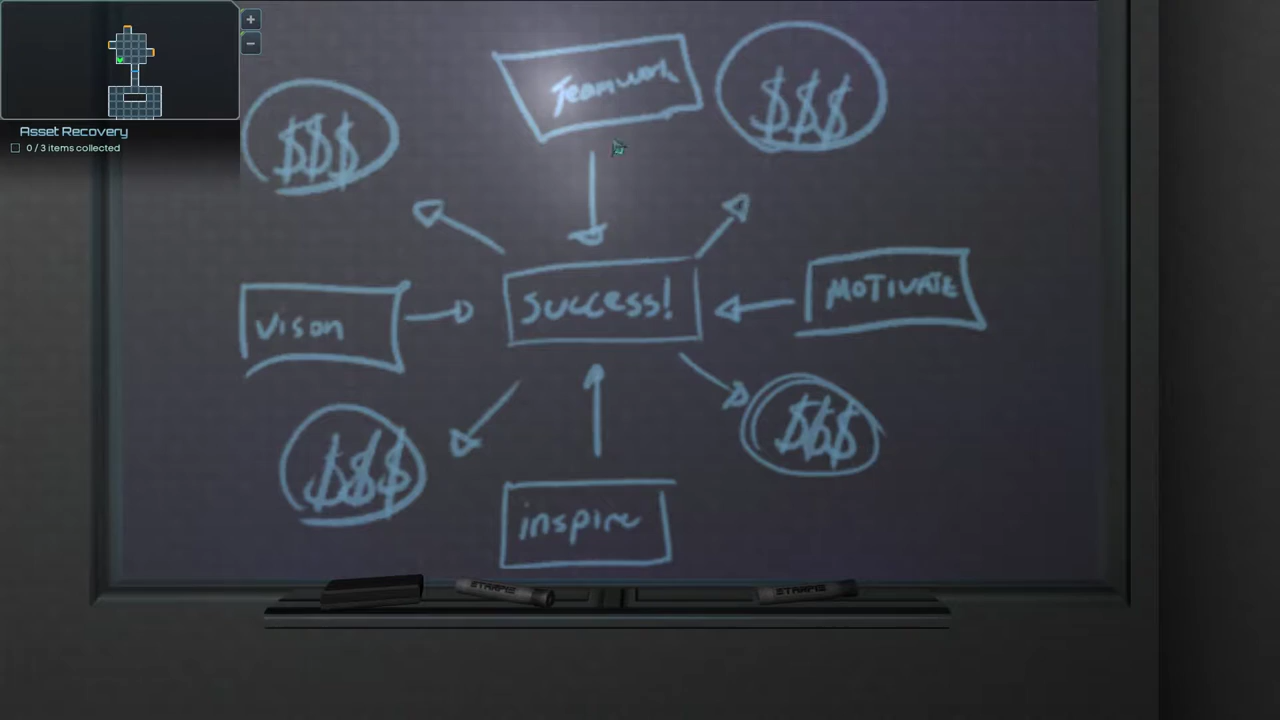 Asset Recovery
0 / 3 items collected
Teamwork
$$$
$$$
Vison
Success!
MOTIVATE
$$$
$$$
inspire